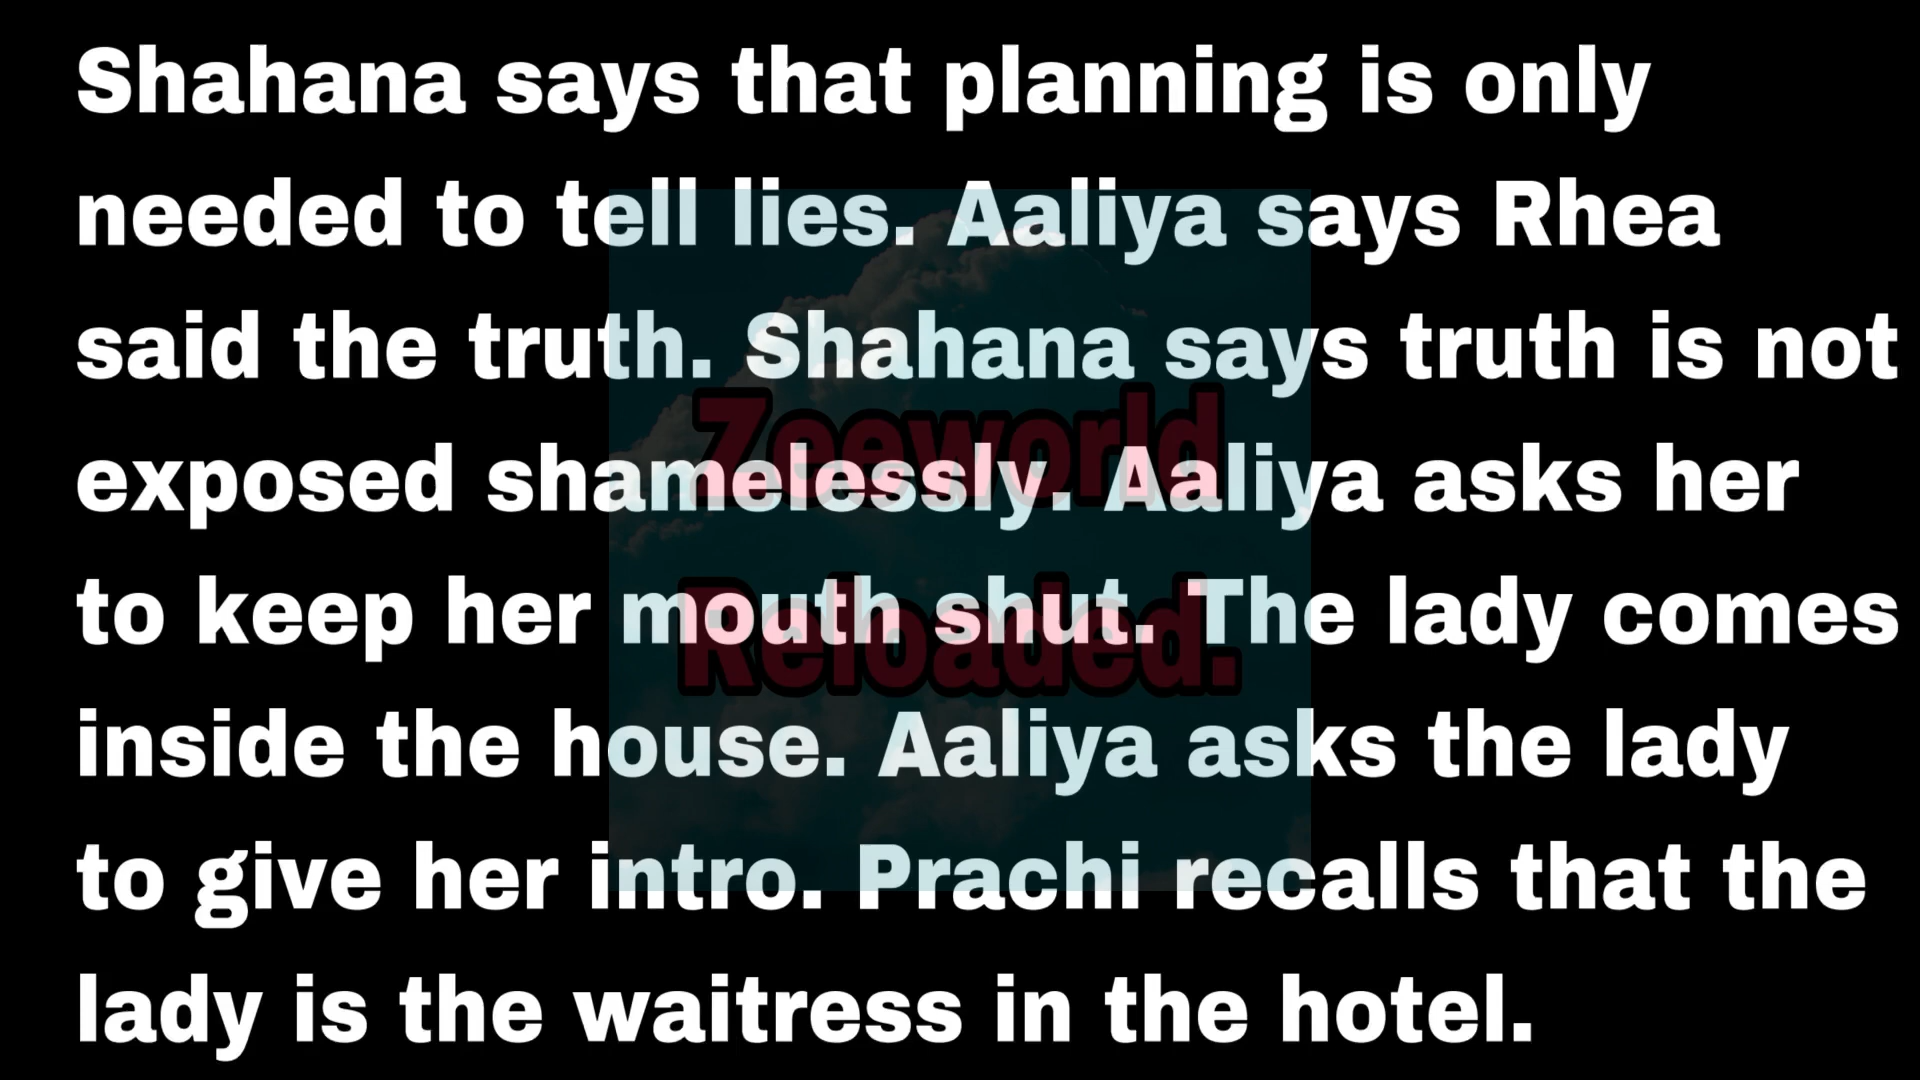 Shahana says that planning is only
needed to tell lies. Aaliya says Rhea
said the truth. Shahana says truth is not
exposed shamelessly. Aaliya asks her
to keep her mouth shut. The lady comes
inside the house. Aaliya asks the lady
to give her intro. Prachi recalls that the
lady is the waitress in the hotel.
Zeeworld
Reloaded.